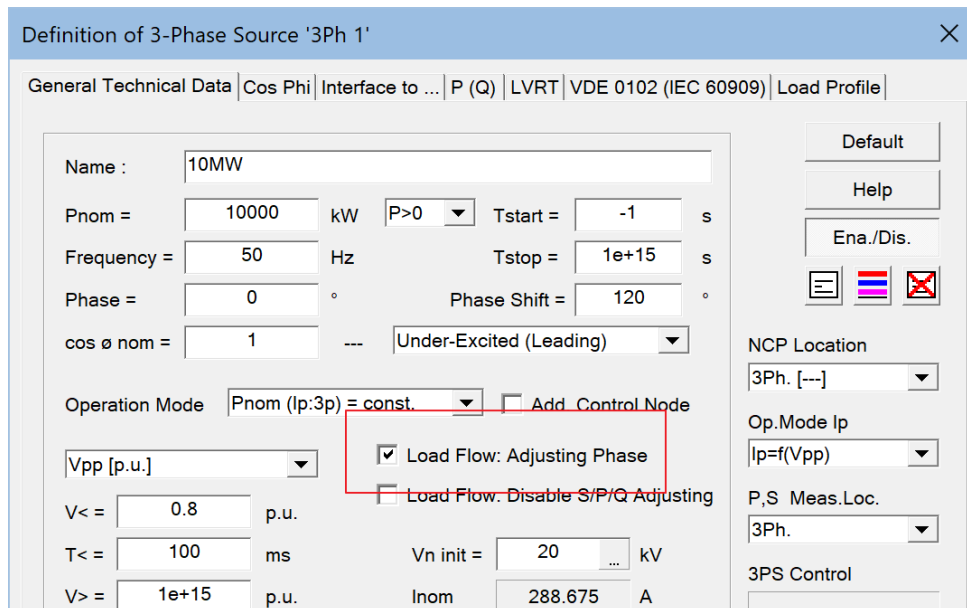 Definition of 3-Phase Source '3Ph 1'
General Technical Data Cos Phi Interface to ... P (Q) LVRT VDE 0102 (IEC 60909) Load Profile
Name : 10MW
Pnom = 10000 kW P>0 Tstart = -1 s
Frequency = 50 Hz Tstop = 1e+15 s
Phase = 0 ° Phase Shift = 120 °
cos ø nom = 1 --- Under-Excited (Leading)
Operation Mode Pnom (Ip:3p) = const. Add. Control Node
Vpp [p.u.] Load Flow: Adjusting Phase
Load Flow: Disable S/P/Q Adjusting
V< = 0.8 p.u.
T< = 100 ms Vn init = 20 ... kV
V> = 1e+15 p.u. Inom 288.675 A
Default
Help
Ena./Dis.
NCP Location
3Ph. [---]
Op.Mode Ip
Ip=f(Vpp)
P,S Meas.Loc.
3Ph.
3PS Control